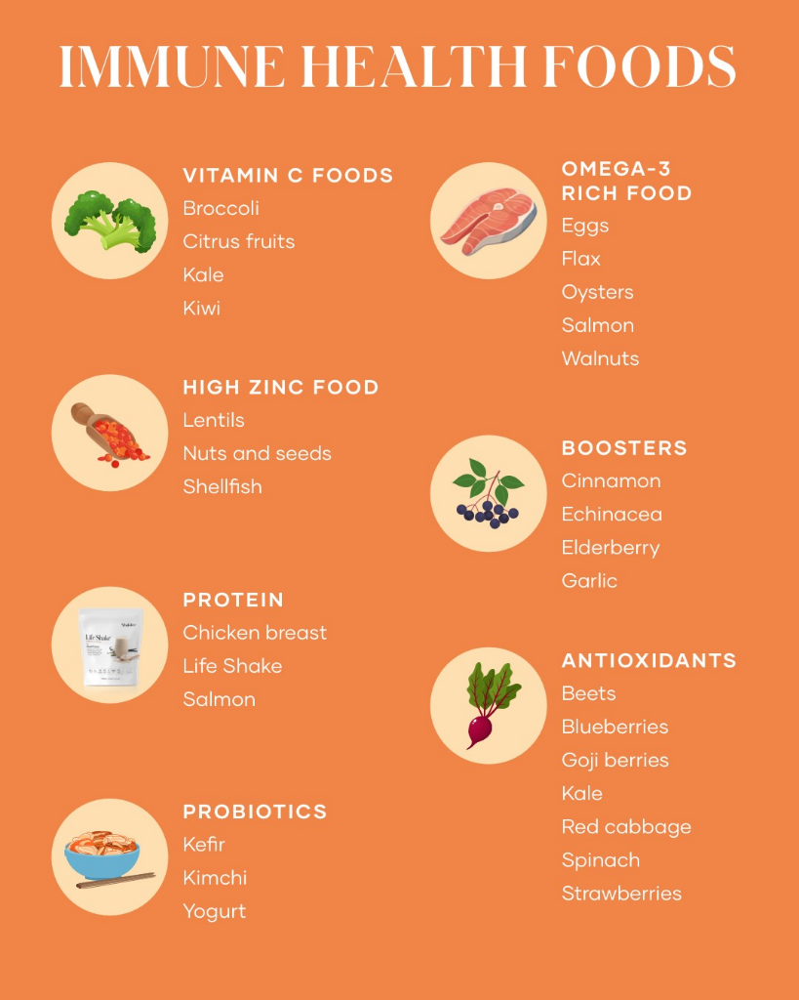 IMMUNE HEALTH FOODS
VITAMIN C FOODS
Broccoli
Citrus fruits
Kale
Kiwi
HIGH ZINC FOOD
Lentils
Nuts and seeds
Shellfish
PROTEIN
Chicken breast
Life Shake
Salmon
Life Shake
PROBIOTICS
Kefir
Kimchi
Yogurt
OMEGA-3
RICH FOOD
Eggs
Flax
Oysters
Salmon
Walnuts
BOOSTERS
Cinnamon
Echinacea
Elderberry
Garlic
ANTIOXIDANTS
Beets
Blueberries
Goji berries
Kale
Red cabbage
Spinach
Strawberries